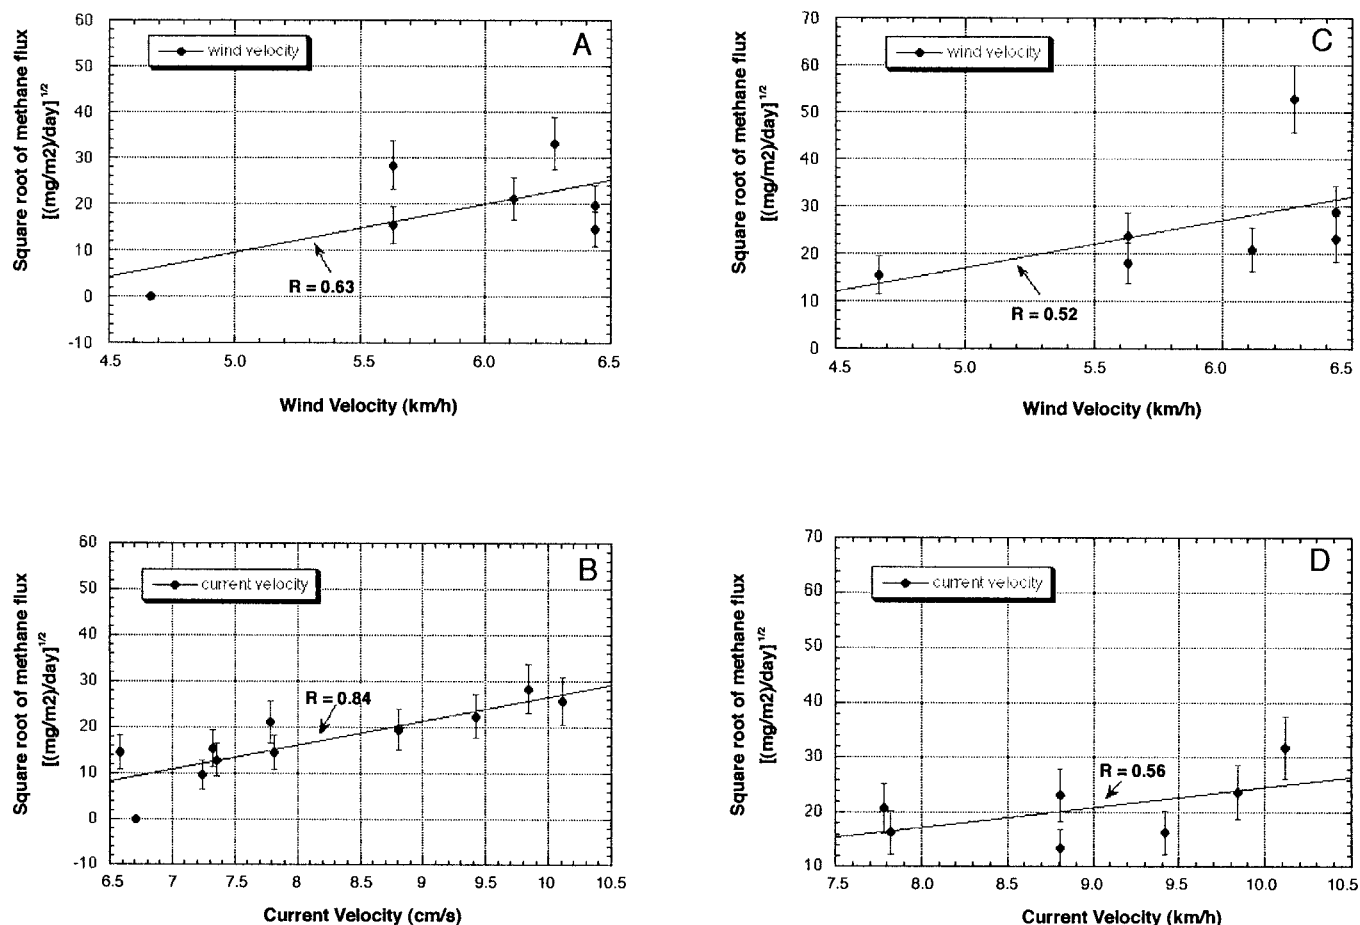 A
wind velocity
Square root of methane flux
[(mg/m2)/day]^1/2
60
50
40
30
20
10
0
-10
R = 0.63
4.5
5.0
5.5
6.0
6.5
Wind Velocity (km/h)
C
wind velocity
Square root of methane flux
[(mg/m2)/day]^1/2
70
60
50
40
30
20
10
0
R = 0.52
4.5
5.0
5.5
6.0
6.5
Wind Velocity (km/h)
B
current velocity
Square root of methane flux
[(mg/m2)/day]^1/2
60
50
40
30
20
10
0
-10
R = 0.84
6.5
7
7.5
8
8.5
9
9.5
10
10.5
Current Velocity (cm/s)
D
current velocity
Square root of methane flux
[(mg/m2)/day]^1/2
70
60
50
40
30
20
10
R = 0.56
7.5
8.0
8.5
9.0
9.5
10.0
10.5
Current Velocity (km/h)